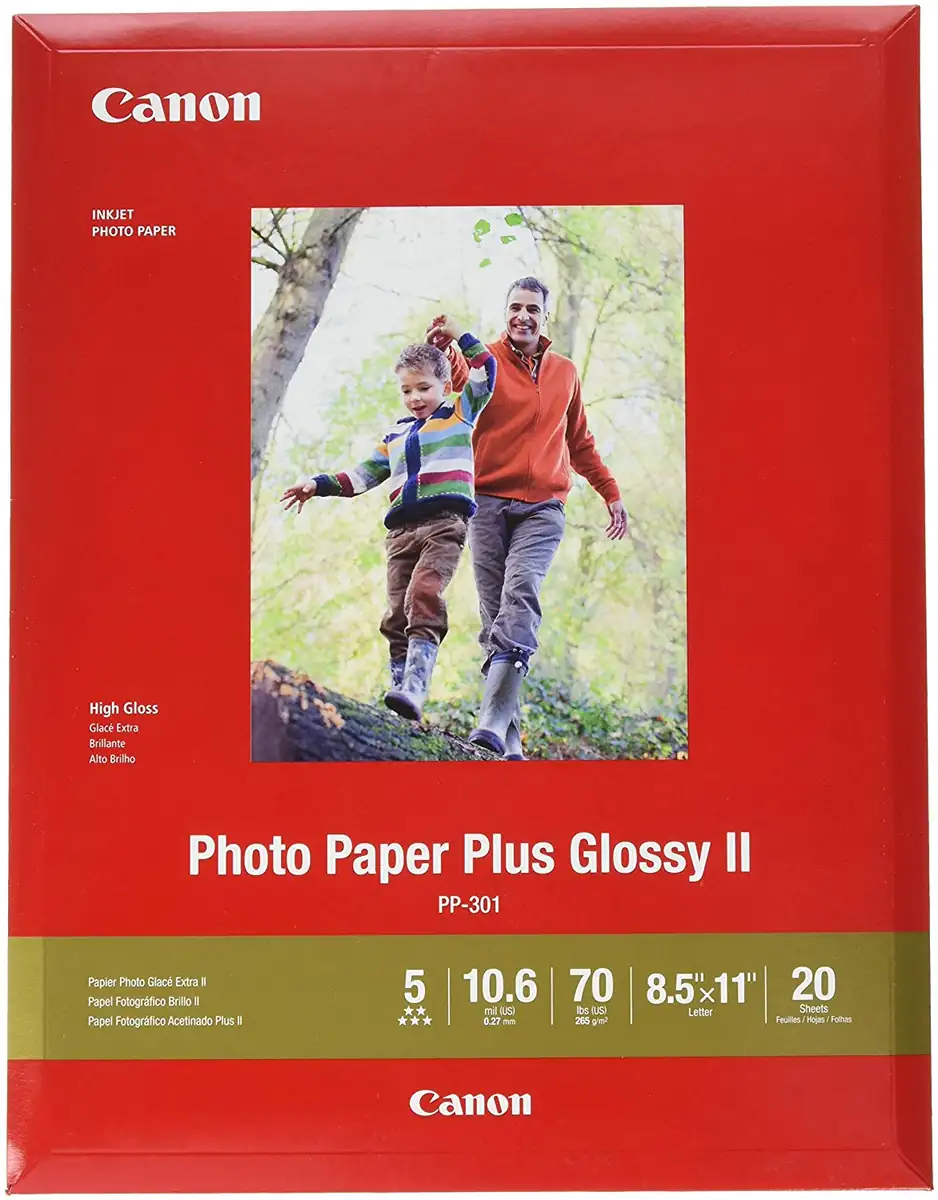 Canon
INKJET
PHOTO PAPER
High Gloss
Glacé Extra
Brillante
Alto Brilho
Photo Paper Plus Glossy II
PP-301
Papier Photo Glacé Extra II
Papel Fotográfico Brillo II
Papel Fotográfico Acetinado Plus II
5
10.6
mil (US)
0.27 mm
70
lbs (US)
265 g/m²
8.5"×11"
Letter
20
Sheets
Feuilles / Hojas / Folhas
Canon